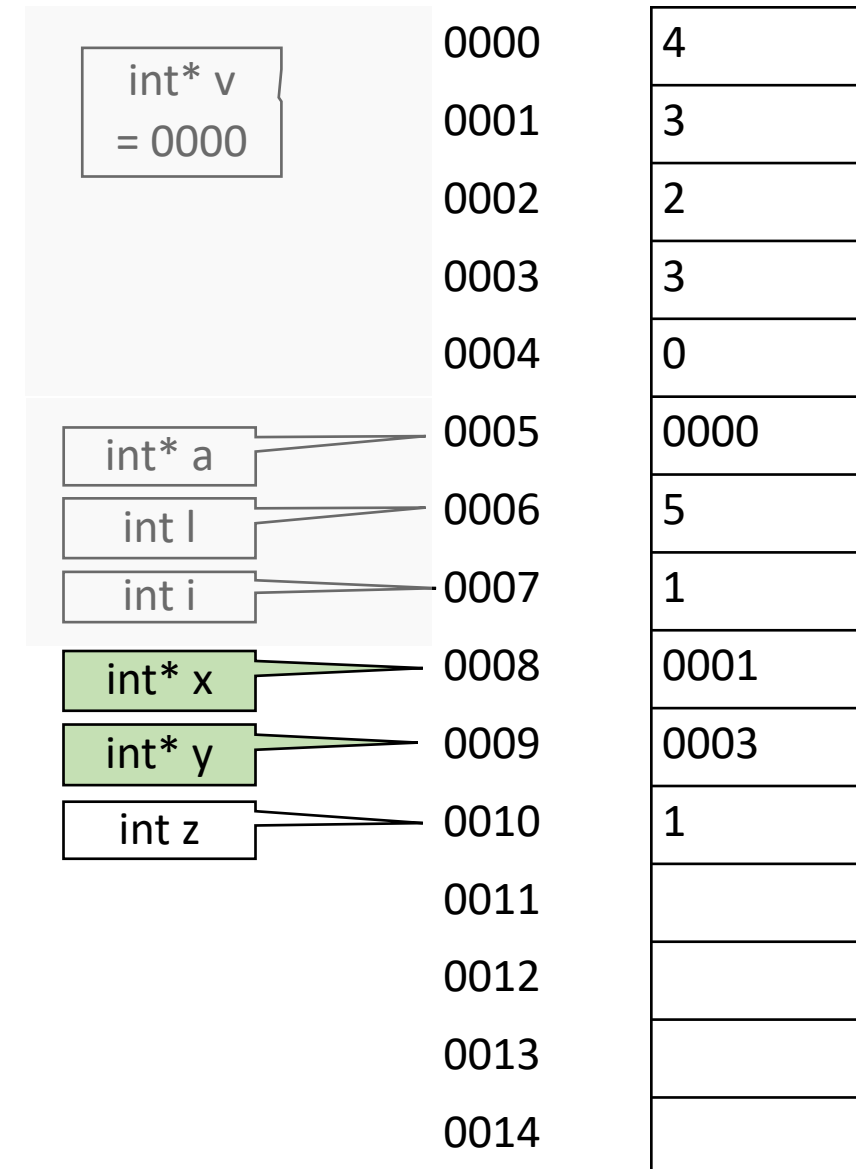 0000 4
int* v
= 0000
0001 3
0002 2
0003 3
0004 0
int* a 0005 0000
int l 0006 5
int i 0007 1
int* x 0008 0001
int* y 0009 0003
int z 0010 1
0011
0012
0013
0014